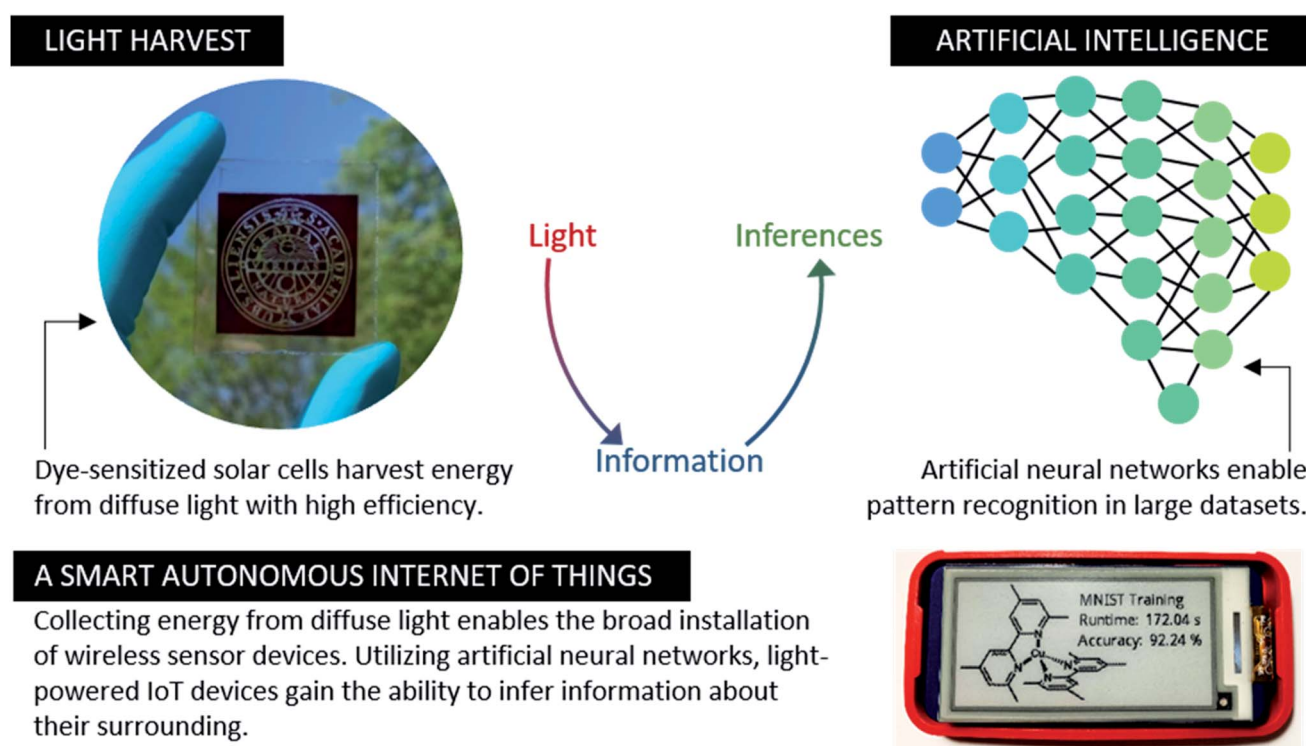 LIGHT HARVEST
ARTIFICIAL INTELLIGENCE
Light
Inferences
Information
Dye-sensitized solar cells harvest energy
from diffuse light with high efficiency.
Artificial neural networks enable
pattern recognition in large datasets.
A SMART AUTONOMOUS INTERNET OF THINGS
Collecting energy from diffuse light enables the broad installation
of wireless sensor devices. Utilizing artificial neural networks, light-
powered IoT devices gain the ability to infer information about
their surrounding.
MNIST Training
Runtime: 172.04 s
Accuracy: 92.24 %
N
Cu
N
N
N